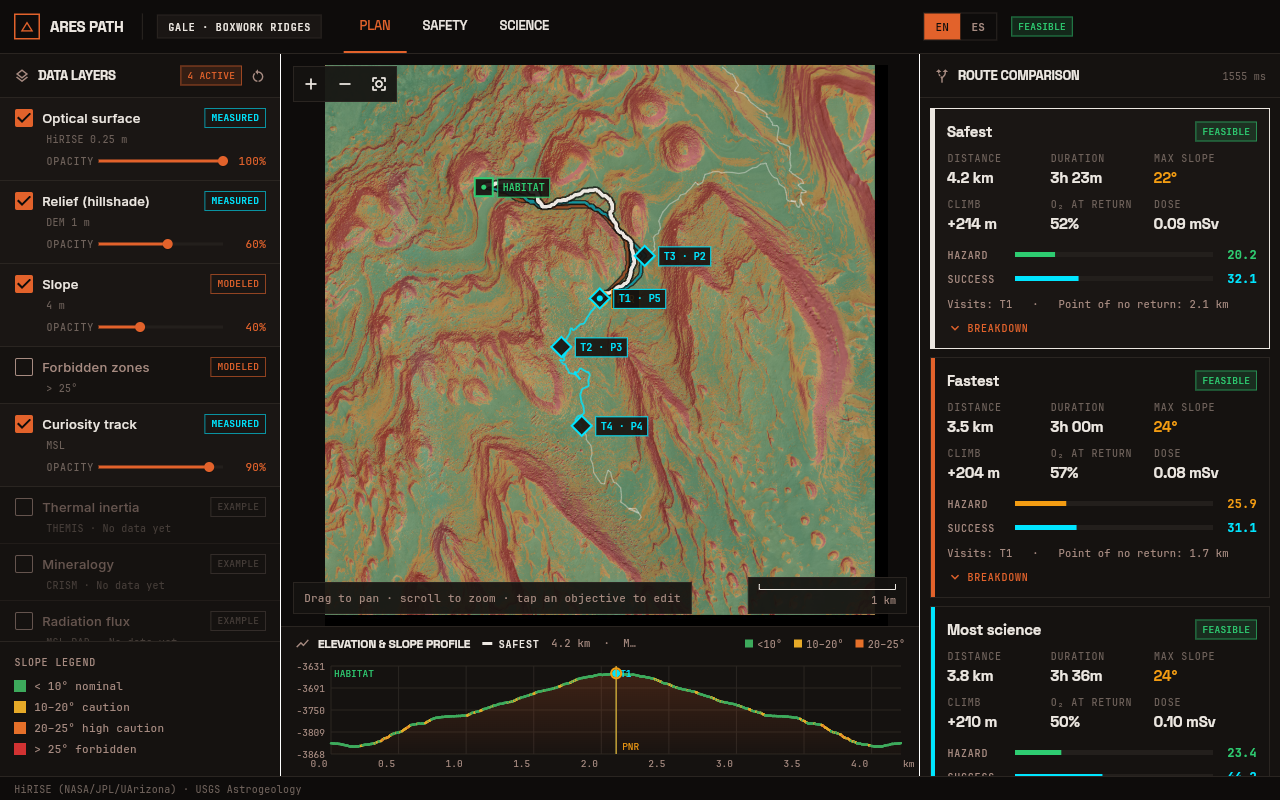 ARES PATH
GALE · BOXWORK RIDGES
PLAN
SAFETY
SCIENCE
EN
ES
FEASIBLE
DATA LAYERS
4 ACTIVE
Optical surface
MEASURED
HiRISE 0.25 m
OPACITY
100%
Relief (hillshade)
MEASURED
DEM 1 m
OPACITY
60%
Slope
MODELED
4 m
OPACITY
40%
Forbidden zones
MODELED
> 25°
Curiosity track
MEASURED
MSL
OPACITY
90%
Thermal inertia
EXAMPLE
THEMIS · No data yet
Mineralogy
EXAMPLE
CRISM · No data yet
Radiation flux
EXAMPLE
SLOPE LEGEND
< 10° nominal
10–20° caution
20–25° high caution
> 25° forbidden
HABITAT
T3 · P2
T1 · P5
T2 · P3
T4 · P4
Drag to pan · scroll to zoom · tap an objective to edit
1 km
ELEVATION & SLOPE PROFILE
SAFEST
4.2 km · M…
<10°
10–20°
20–25°
-3631
-3691
-3750
-3809
-3868
HABITAT
T1
PNR
0.0 0.5 1.0 1.5 2.0 2.5 3.0 3.5 4.0 km
ROUTE COMPARISON
1555 ms
Safest
FEASIBLE
DISTANCE DURATION MAX SLOPE
4.2 km 3h 23m 22°
CLIMB O₂ AT RETURN DOSE
+214 m 52% 0.09 mSv
HAZARD 20.2
SUCCESS 32.1
Visits: T1 · Point of no return: 2.1 km
BREAKDOWN
Fastest
FEASIBLE
DISTANCE DURATION MAX SLOPE
3.5 km 3h 00m 24°
CLIMB O₂ AT RETURN DOSE
+204 m 57% 0.08 mSv
HAZARD 25.9
SUCCESS 31.1
Visits: T1 · Point of no return: 1.7 km
BREAKDOWN
Most science
FEASIBLE
DISTANCE DURATION MAX SLOPE
3.8 km 3h 36m 24°
CLIMB O₂ AT RETURN DOSE
+210 m 50% 0.10 mSv
HAZARD 23.4
HiRISE (NASA/JPL/UArizona) · USGS Astrogeology